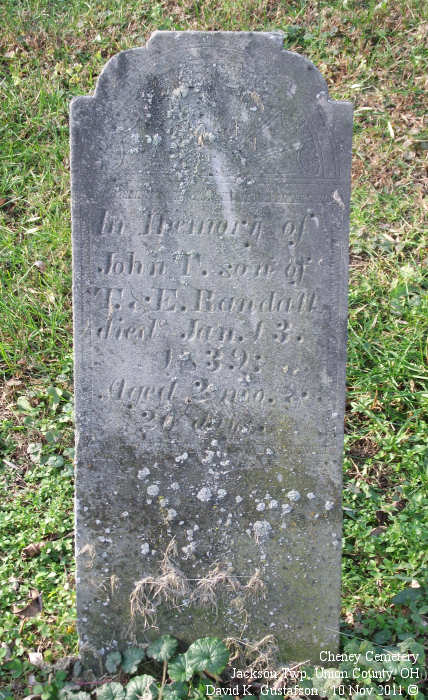 In Memory of
John T. son of
T. & E. Randall
died Jan. 13.
1839;
Aged 2 mo. &
20 days.
Cheney Cemetery
Jackson Twp, Union County, OH
David K. Gustafson - 10 Nov 2011 ©